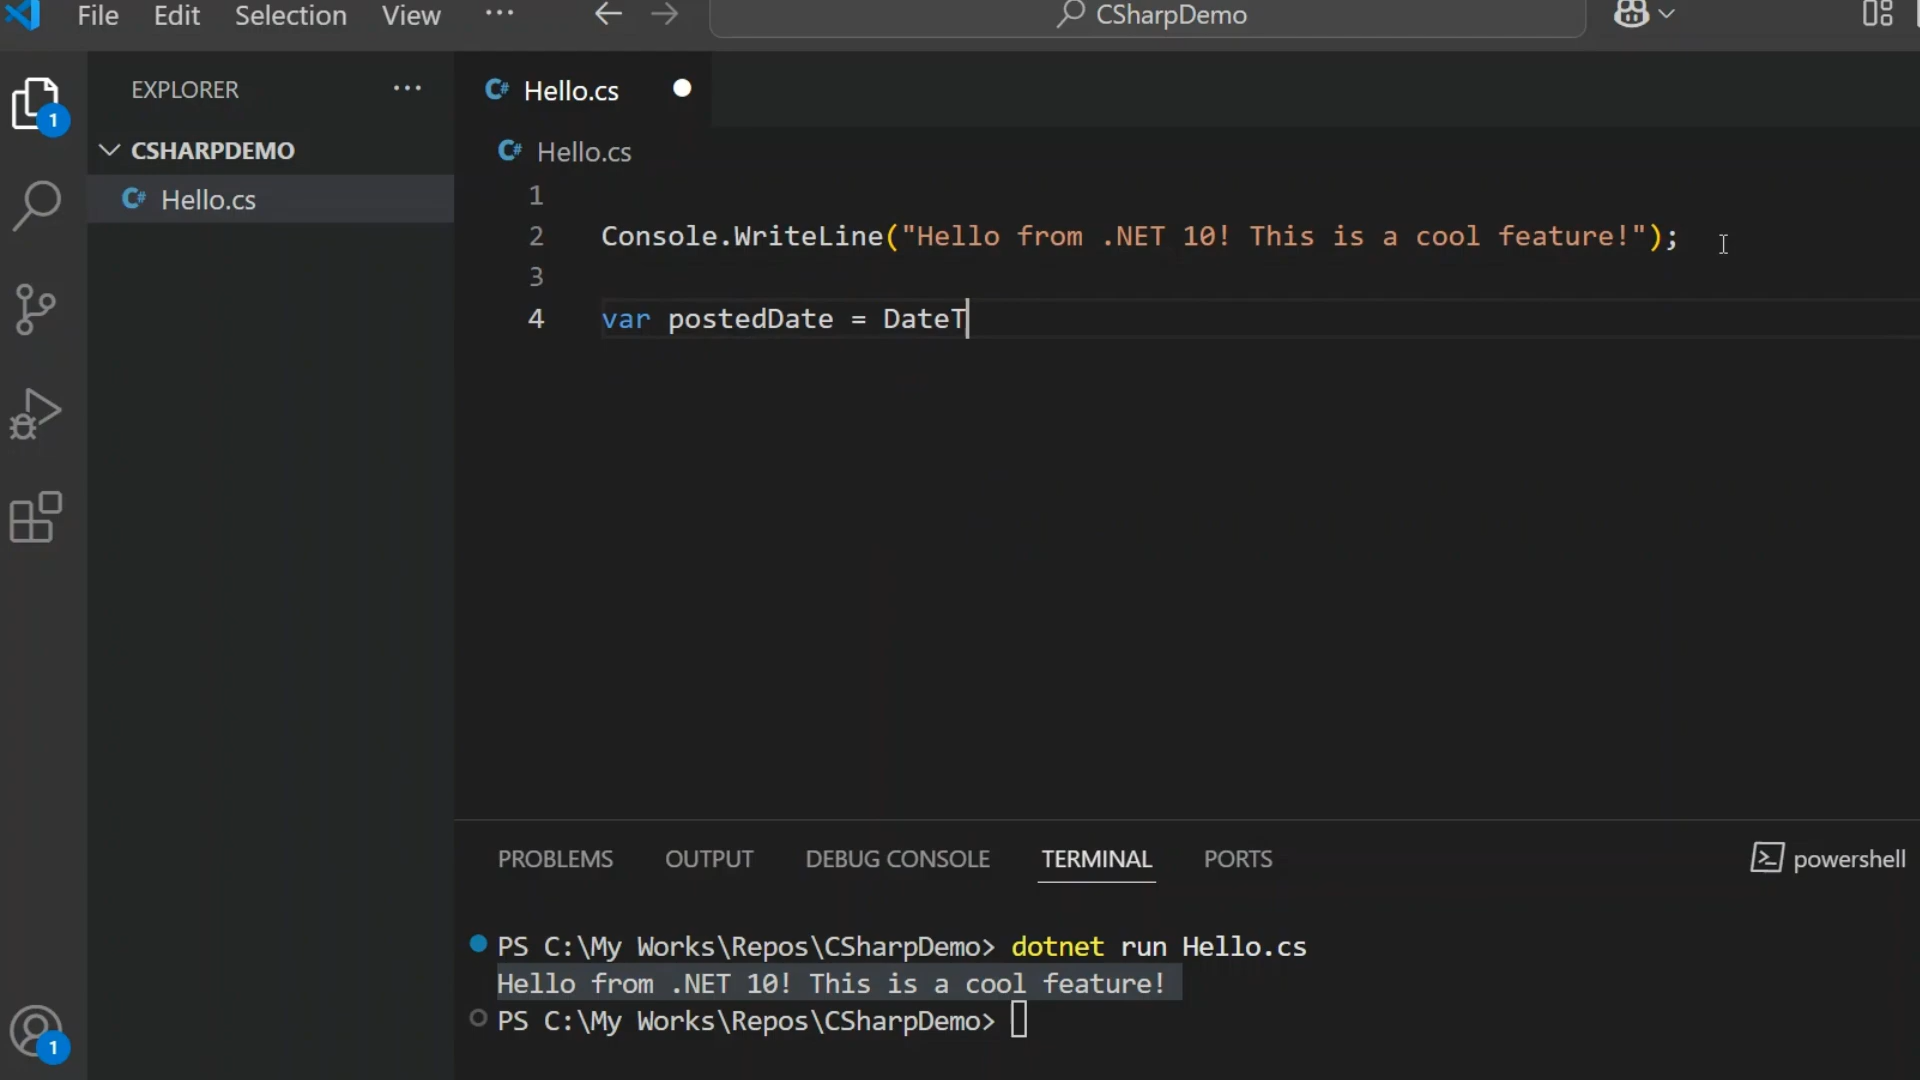 File Edit Selection View ··· CSharpDemo
EXPLORER ···
1
CSHARPDEMO
C# Hello.cs
C# Hello.cs
C# Hello.cs
1
2 Console.WriteLine("Hello from .NET 10! This is a cool feature!");
3
4 var postedDate = DateT
PROBLEMS OUTPUT DEBUG CONSOLE TERMINAL PORTS powershell
PS C:\My Works\Repos\CSharpDemo> dotnet run Hello.cs
Hello from .NET 10! This is a cool feature!
PS C:\My Works\Repos\CSharpDemo>
1